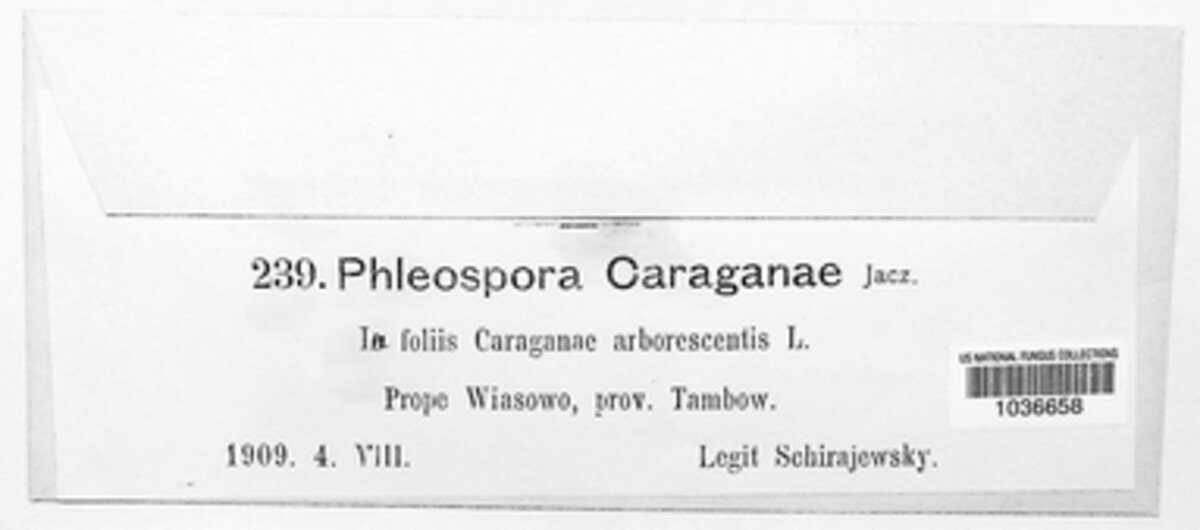 239. Phleospora Caraganae Jacz.
In foliis Caraganae arborescentis L.
Prope Wiasowo, prov. Tambow.
1909. 4. VIII. Legit Schirajewsky.
US NATIONAL FUNGUS COLLECTIONS
1036658